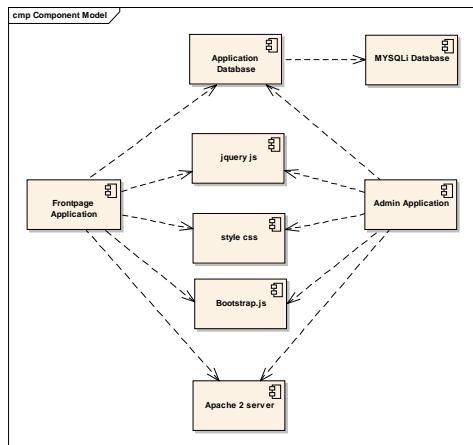 cmp Component Model
Application
Database
MYSQLi Database
jquery js
Frontpage
Application
Admin Application
style css
Bootstrap.js
Apache 2 server